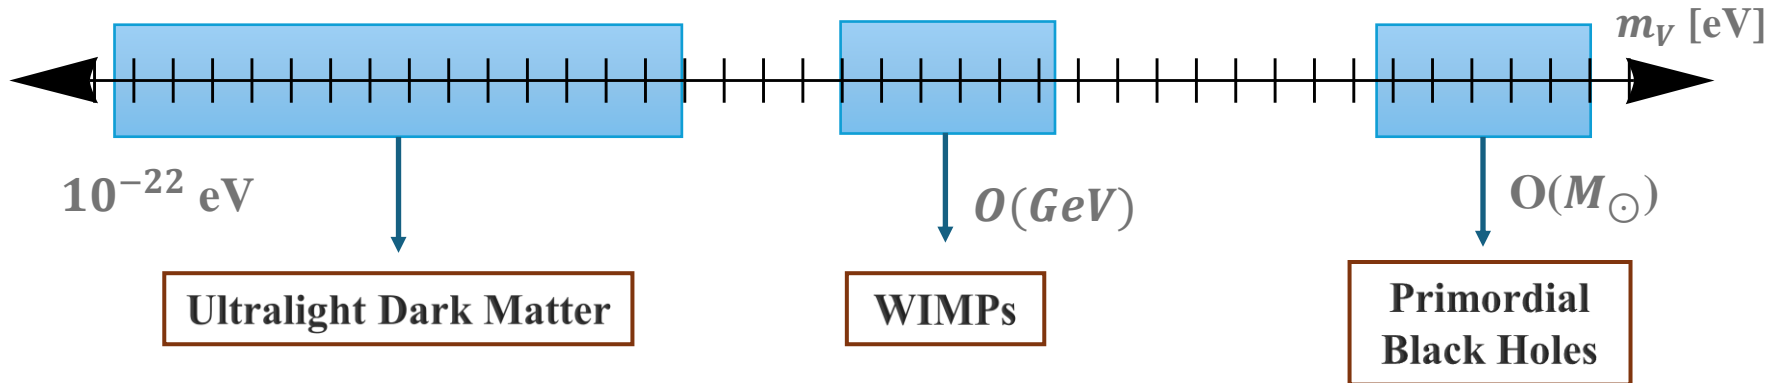 m_V [eV]
10^{-22} eV
O(GeV)
O(M_⊙)
Ultralight Dark Matter
WIMPs
Primordial
Black Holes